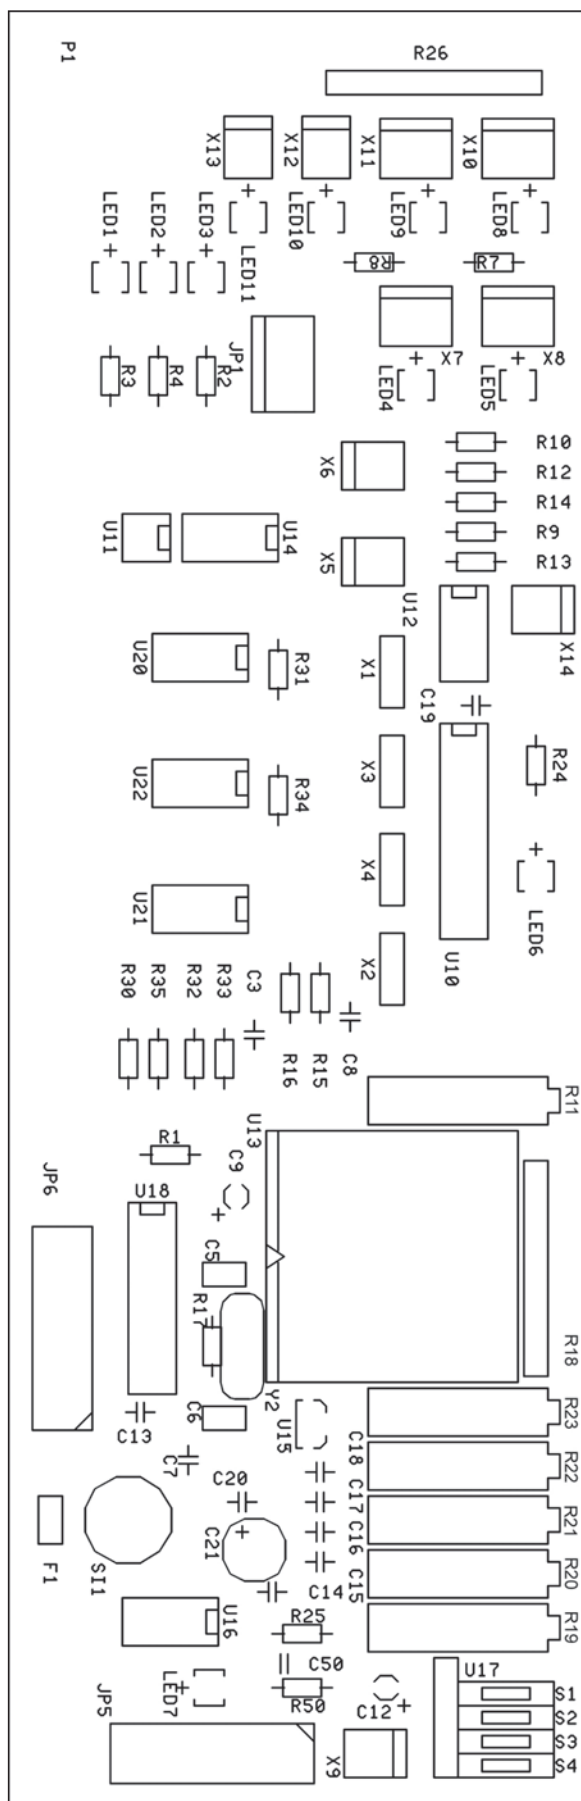 P1
R26
X13
X12
X11
X10
LED1
LED2
LED3
LED10
LED9
LED8
LED11
R8
R7
JP1
X7
X8
R3
R4
R2
LED4
LED5
X6
R10
R12
R14
R9
R13
U11
U14
X5
U12
X14
U20
R31
X1
C19
U22
R34
X3
R24
U21
X4
LED6
R30
R35
R32
R33
C3
X2
U10
R16
R15
C8
R11
R1
U13
C9
JP6
U18
C5
R17
R18
C6
Y2
U15
R23
C13
C7
C18
R22
C20
C17
C21
C16
R21
F1
SI1
C14
C15
R20
U16
R25
R19
LED7
C50
U17
JP5
R50
C12
S1
S2
S3
X9
S4